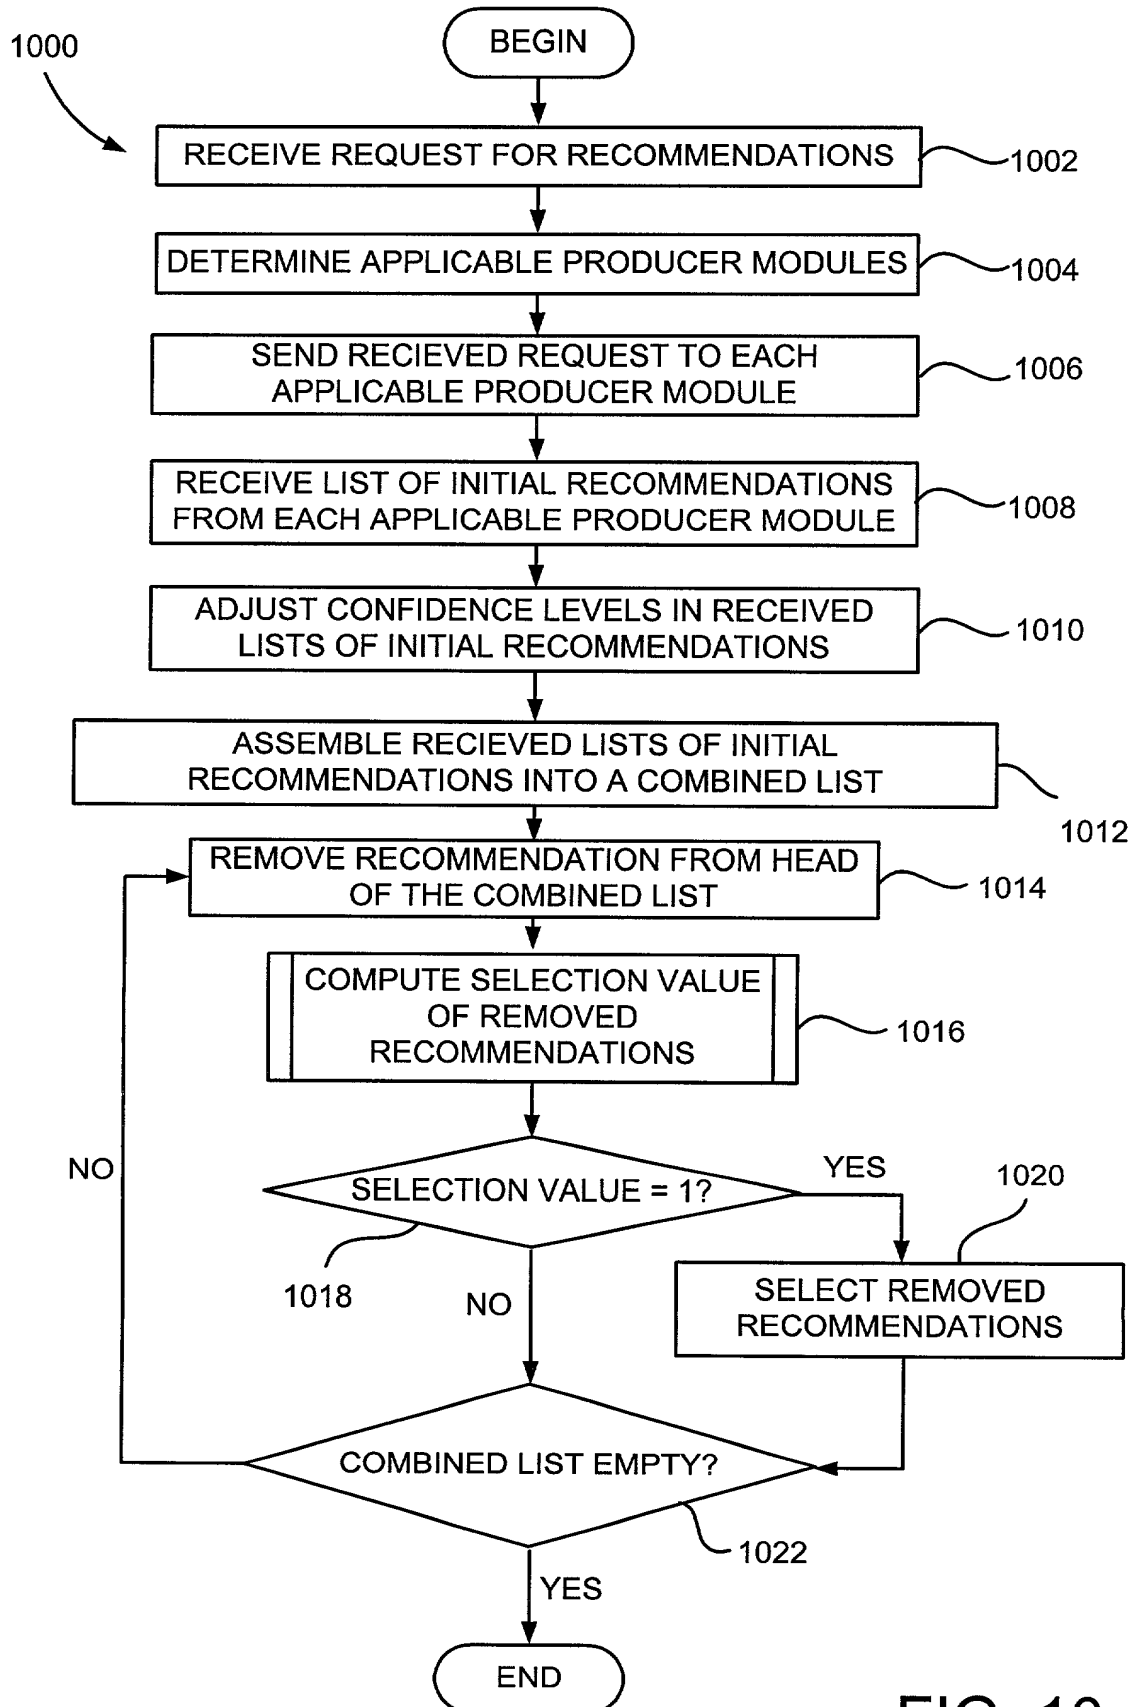 1000
BEGIN
RECEIVE REQUEST FOR RECOMMENDATIONS
1002
DETERMINE APPLICABLE PRODUCER MODULES
1004
SEND RECIEVED REQUEST TO EACH
APPLICABLE PRODUCER MODULE
1006
RECEIVE LIST OF INITIAL RECOMMENDATIONS
FROM EACH APPLICABLE PRODUCER MODULE
1008
ADJUST CONFIDENCE LEVELS IN RECEIVED
LISTS OF INITIAL RECOMMENDATIONS
1010
ASSEMBLE RECIEVED LISTS OF INITIAL
RECOMMENDATIONS INTO A COMBINED LIST
1012
REMOVE RECOMMENDATION FROM HEAD
OF THE COMBINED LIST
1014
COMPUTE SELECTION VALUE
OF REMOVED
RECOMMENDATIONS
1016
NO
SELECTION VALUE = 1?
YES
1018
1020
NO
SELECT REMOVED
RECOMMENDATIONS
COMBINED LIST EMPTY?
1022
YES
END
FIG. 10